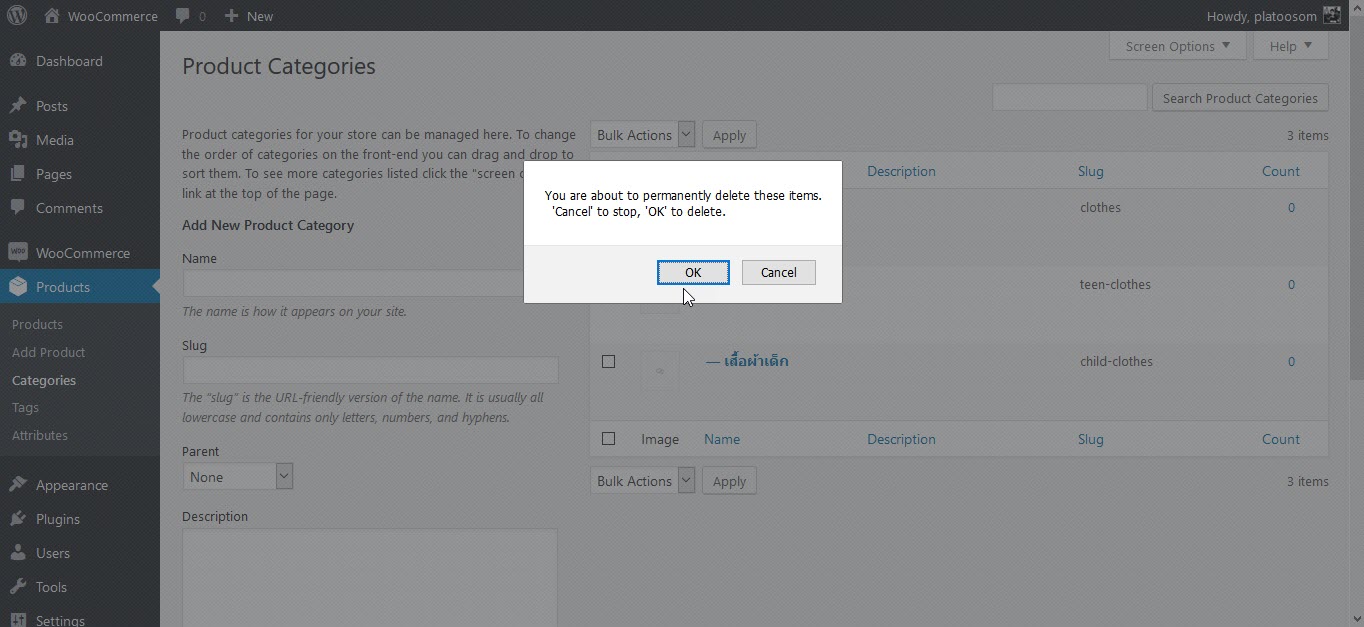 WooCommerce 0 New Howdy, platoosom
Dashboard
Posts
Media
Pages
Comments
WooCommerce
Products
Products
Add Product
Categories
Tags
Attributes
Appearance
Plugins
Users
Tools
Settings
Screen Options Help
Product Categories
Search Product Categories
Product categories for your store can be managed here. To change
the order of categories on the front-end you can drag and drop to
sort them. To see more categories listed click the "screen
link at the top of the page.
Add New Product Category
Name
The name is how it appears on your site.
Slug
The "slug" is the URL-friendly version of the name. It is usually all
lowercase and contains only letters, numbers, and hyphens.
Parent
None
Description
Bulk Actions Apply 3 items
Description Slug Count
clothes 0
teen-clothes 0
— เสื้อผ้าเด็ก child-clothes 0
Image Name Description Slug Count
Bulk Actions Apply 3 items
You are about to permanently delete these items.
'Cancel' to stop, 'OK' to delete.
OK Cancel